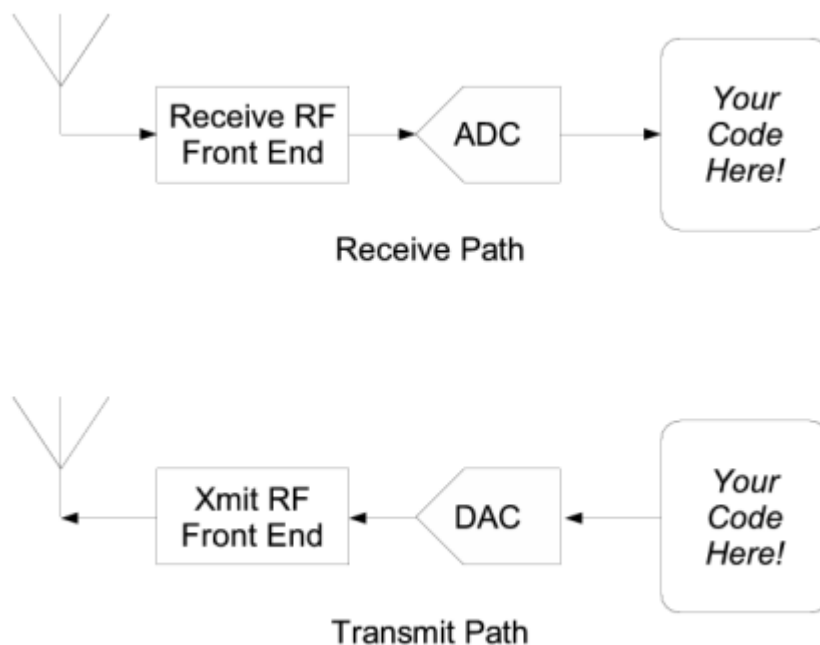 Receive RF
Front End
ADC
Your
Code
Here!
Receive Path
Xmit RF
Front End
DAC
Your
Code
Here!
Transmit Path